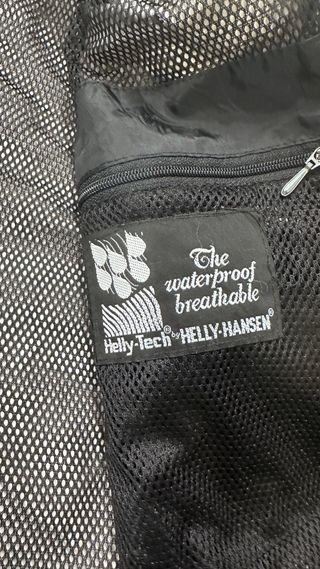 The
waterproof
breathable
Helly-Tech® by HELLY-HANSEN®